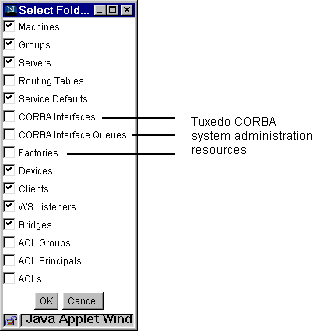 Select Fold...
Machines
Groups
Servers
Routing Tables
Service Defaults
CORBA Interfaces
CORBA Interface Queues
Factories
Devices
Clients
WS Listeners
Bridges
ACL Groups
ACL Principals
ACLs
OK Cancel
Java Applet Wind
Tuxedo CORBA
system administration
resources